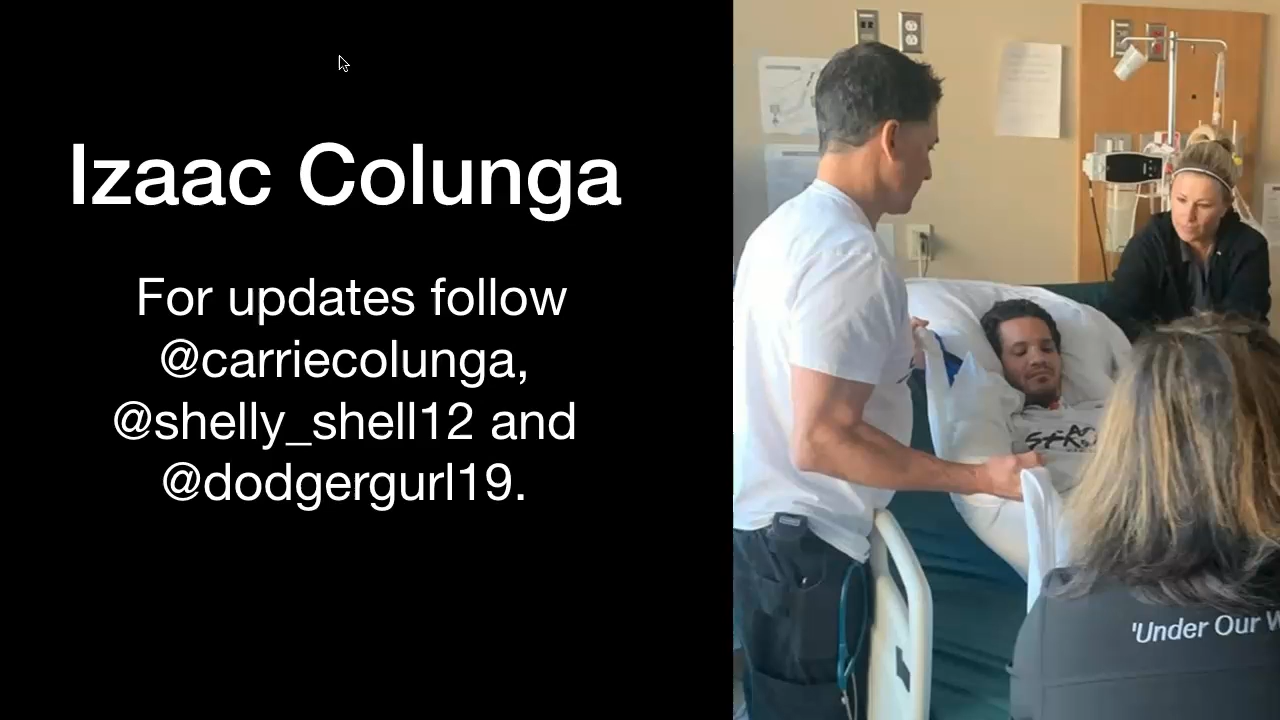 Izaac Colunga
For updates follow
@carriecolunga,
@shelly_shell12 and
@dodgergurl19.
'Under Our W